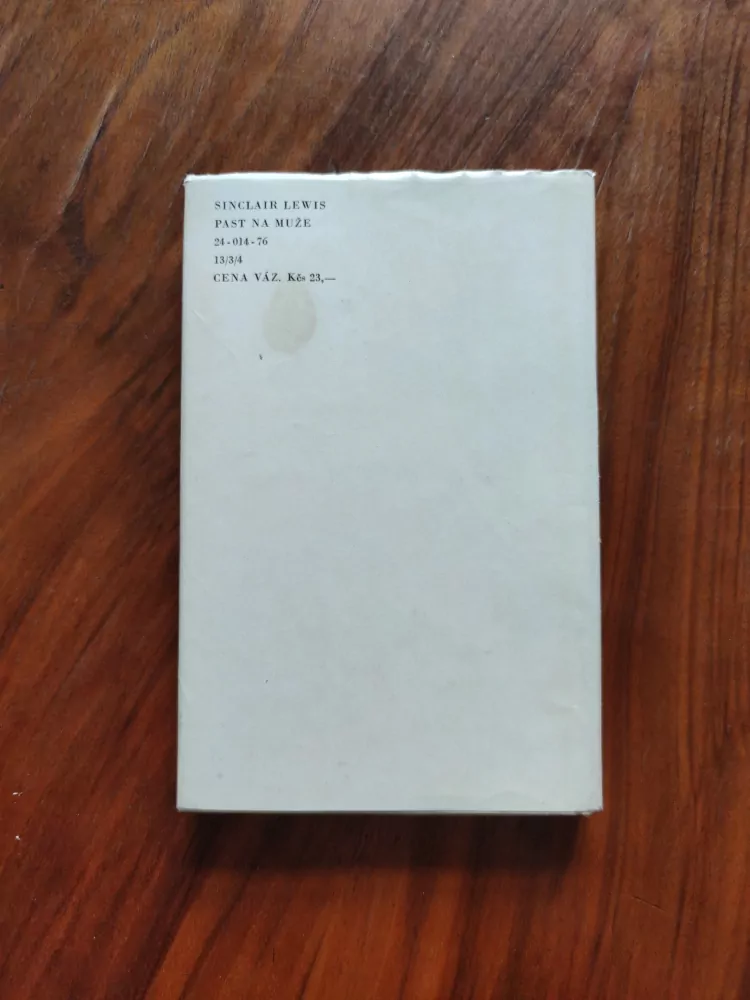 SINCLAIR LEWIS
PAST NA MUŽE
24-014-76
13/3/4
CENA VÁZ. Kčs 23,—